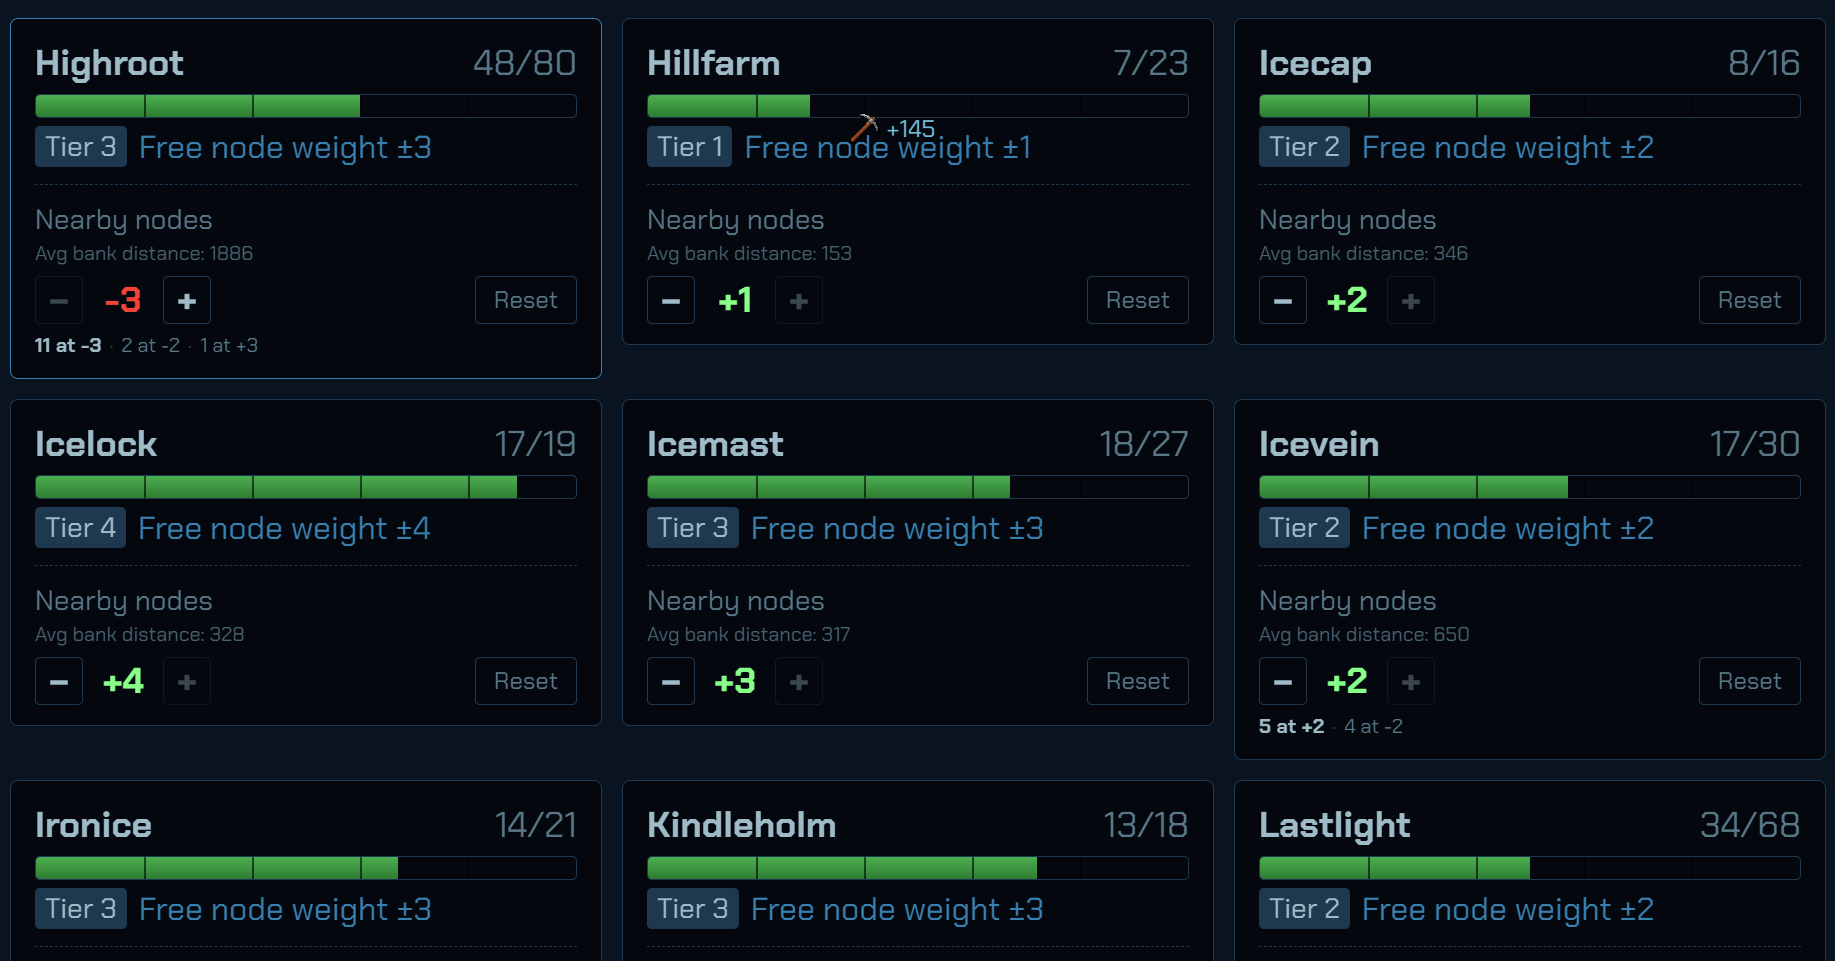 Highroot 48/80
Tier 3 Free node weight ±3
Nearby nodes
Avg bank distance: 1886
− -3 + Reset
11 at -3 · 2 at -2 · 1 at +3
Hillfarm 7/23
+145
Tier 1 Free node weight ±1
Nearby nodes
Avg bank distance: 153
− +1 + Reset
Icecap 8/16
Tier 2 Free node weight ±2
Nearby nodes
Avg bank distance: 346
− +2 + Reset
Icelock 17/19
Tier 4 Free node weight ±4
Nearby nodes
Avg bank distance: 328
− +4 + Reset
Icemast 18/27
Tier 3 Free node weight ±3
Nearby nodes
Avg bank distance: 317
− +3 + Reset
Icevein 17/30
Tier 2 Free node weight ±2
Nearby nodes
Avg bank distance: 650
− +2 + Reset
5 at +2 · 4 at -2
Ironice 14/21
Tier 3 Free node weight ±3
Kindleholm 13/18
Tier 3 Free node weight ±3
Lastlight 34/68
Tier 2 Free node weight ±2